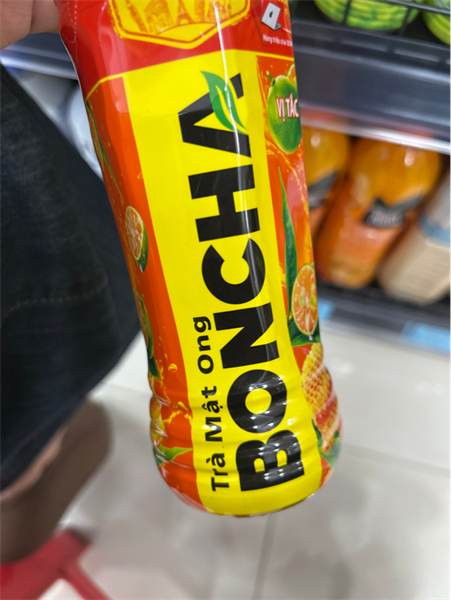 Trà Mật Ong
BONCHA
VỊ TẮC